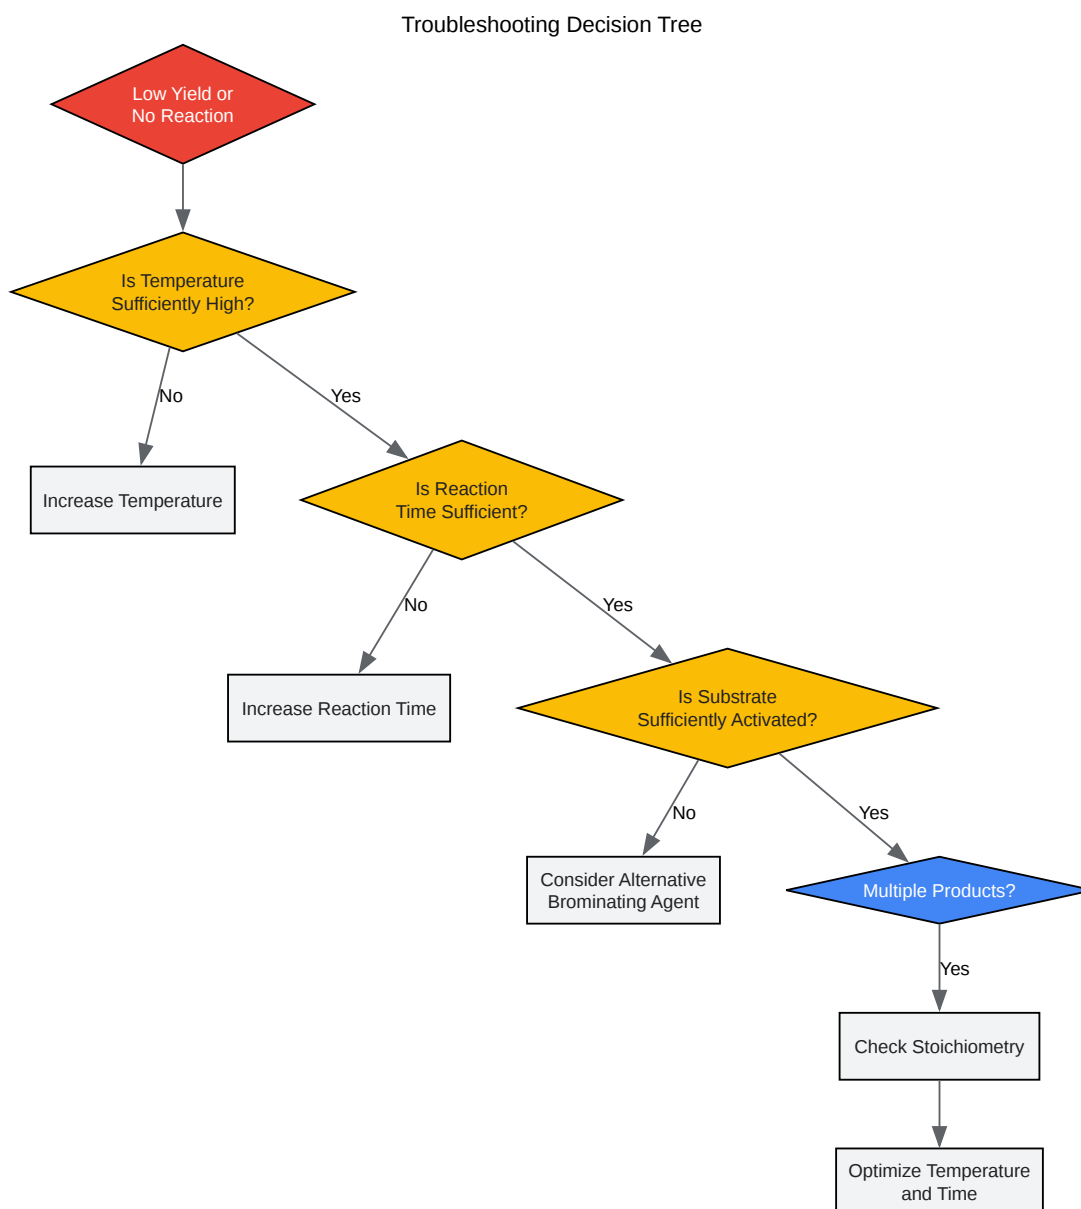 Troubleshooting Decision Tree
Low Yield or
No Reaction
Is Temperature
Sufficiently High?
No
Yes
Increase Temperature
Is Reaction
Time Sufficient?
No
Yes
Increase Reaction Time
Is Substrate
Sufficiently Activated?
No
Yes
Consider Alternative
Brominating Agent
Multiple Products?
Yes
Check Stoichiometry
Optimize Temperature
and Time